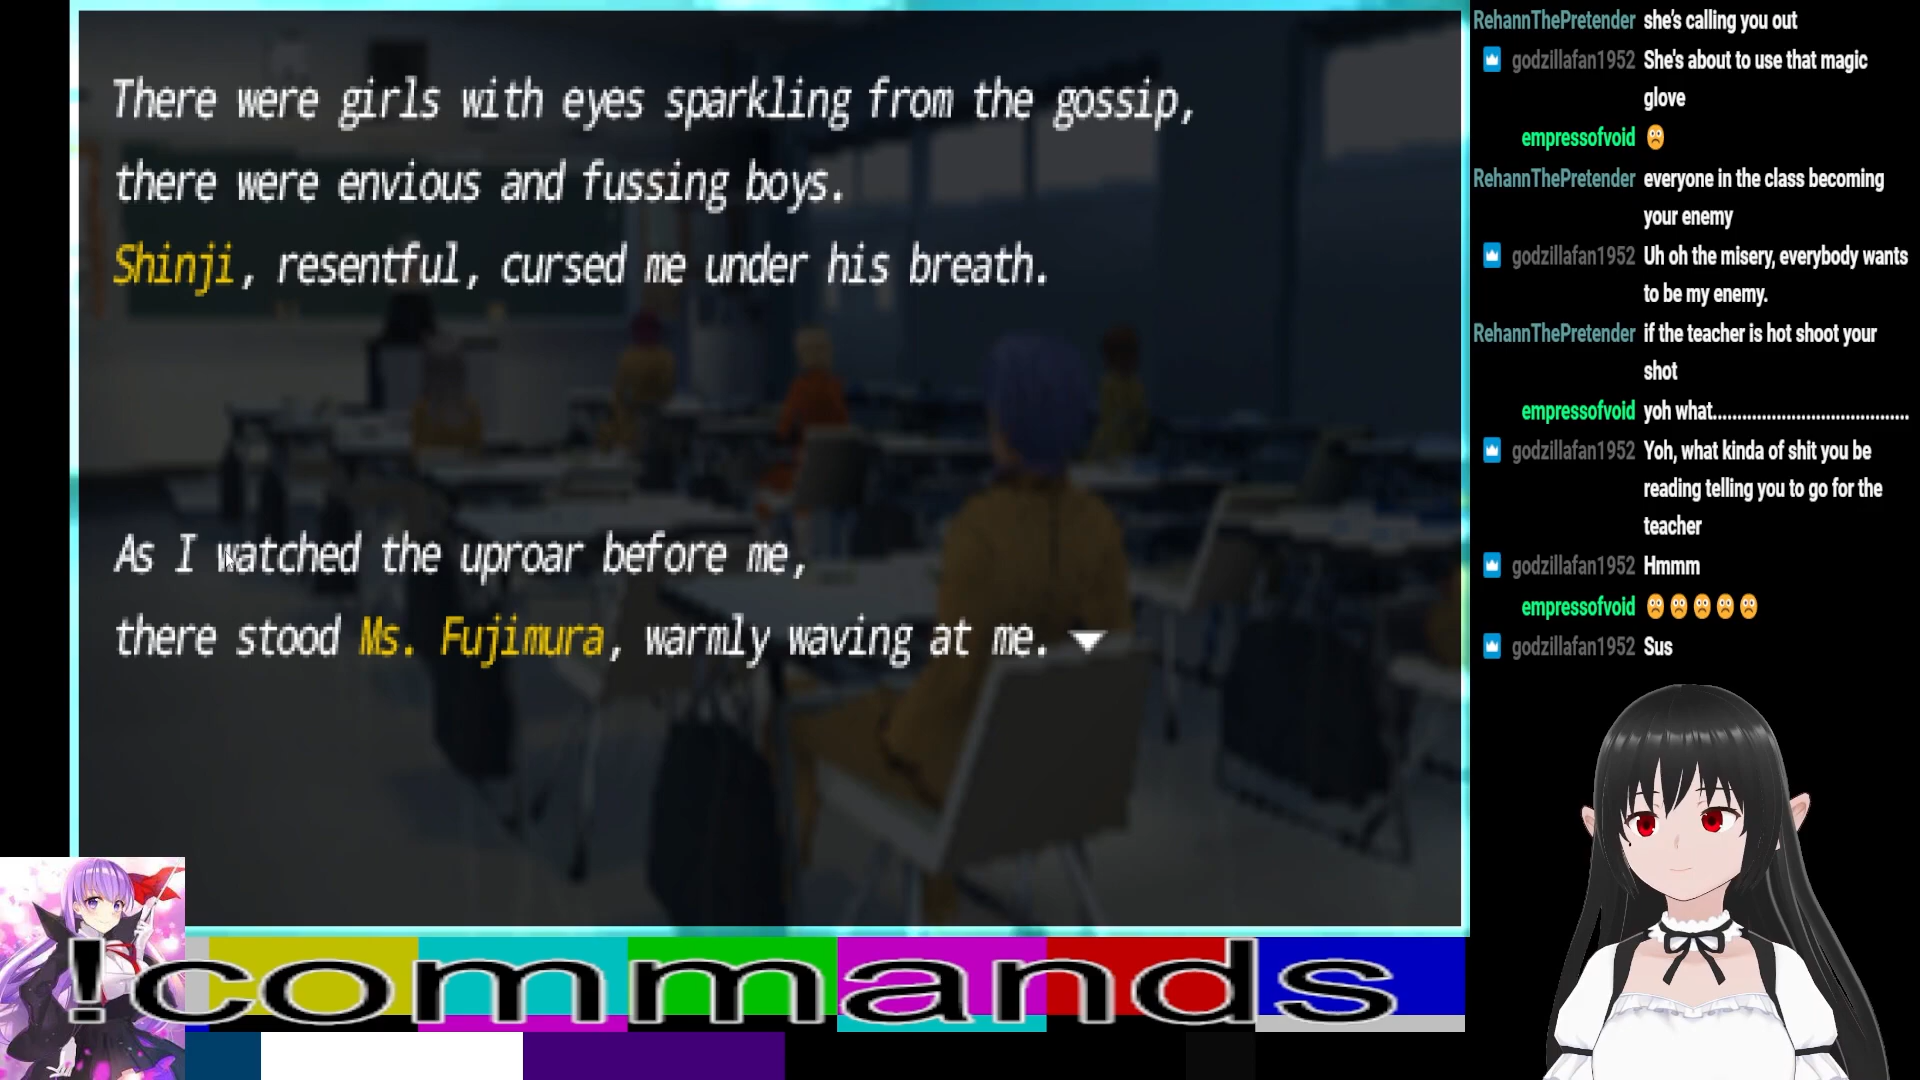 There were girls with eyes sparkling from the gossip,
there were envious and fussing boys.
Shinji, resentful, cursed me under his breath.
As I watched the uproar before me,
there stood Ms. Fujimura, warmly waving at me.
RehannThePretender she's calling you out
godzillafan1952 She's about to use that magic
glove
empressofvoid 🙁
RehannThePretender everyone in the class becoming
your enemy
godzillafan1952 Uh oh the misery, everybody wants
to be my enemy.
RehannThePretender if the teacher is hot shoot your
shot
empressofvoid yoh what.......................................
godzillafan1952 Yoh, what kinda of shit you be
reading telling you to go for the
teacher
godzillafan1952 Hmmm
empressofvoid 🙁🙁🙁🙁🙁
godzillafan1952 Sus
!commands